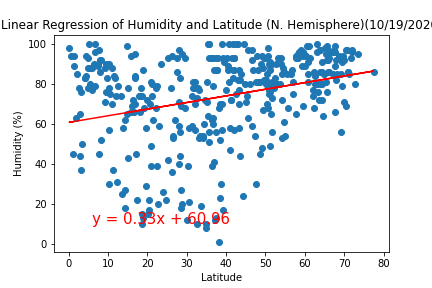 Linear Regression of Humidity and Latitude (N. Hemisphere)(10/19/2020
100
80
60
40
20
0
Humidity (%)
y = 0.33x + 60.96
0 10 20 30 40 50 60 70 80
Latitude